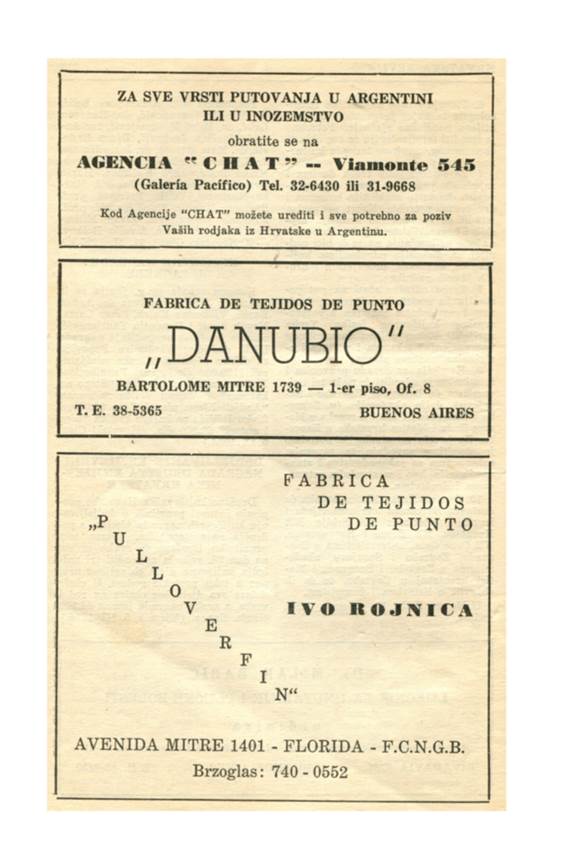 ZA SVE VRSTI PUTOVANJA U ARGENTINI
ILI U INOZEMSTVO
obratite se na
AGENCIA “CHAT” -- Viamonte 545
(Galería Pacífico) Tel. 32-6430 ili 31-9668
Kod Agencije "CHAT" možete urediti i sve potrebno za poziv
Vaših rodjaka iz Hrvatske u Argentinu.
FABRICA DE TEJIDOS DE PUNTO
„DANUBIO“
BARTOLOME MITRE 1739 — 1-er piso, Of. 8
T. E. 38-5365 BUENOS AIRES
FABRICA
DE TEJIDOS
DE PUNTO
„PULLOVERFIN“
IVO ROJNICA
AVENIDA MITRE 1401 - FLORIDA - F.C.N.G.B.
Brzoglas: 740 - 0552